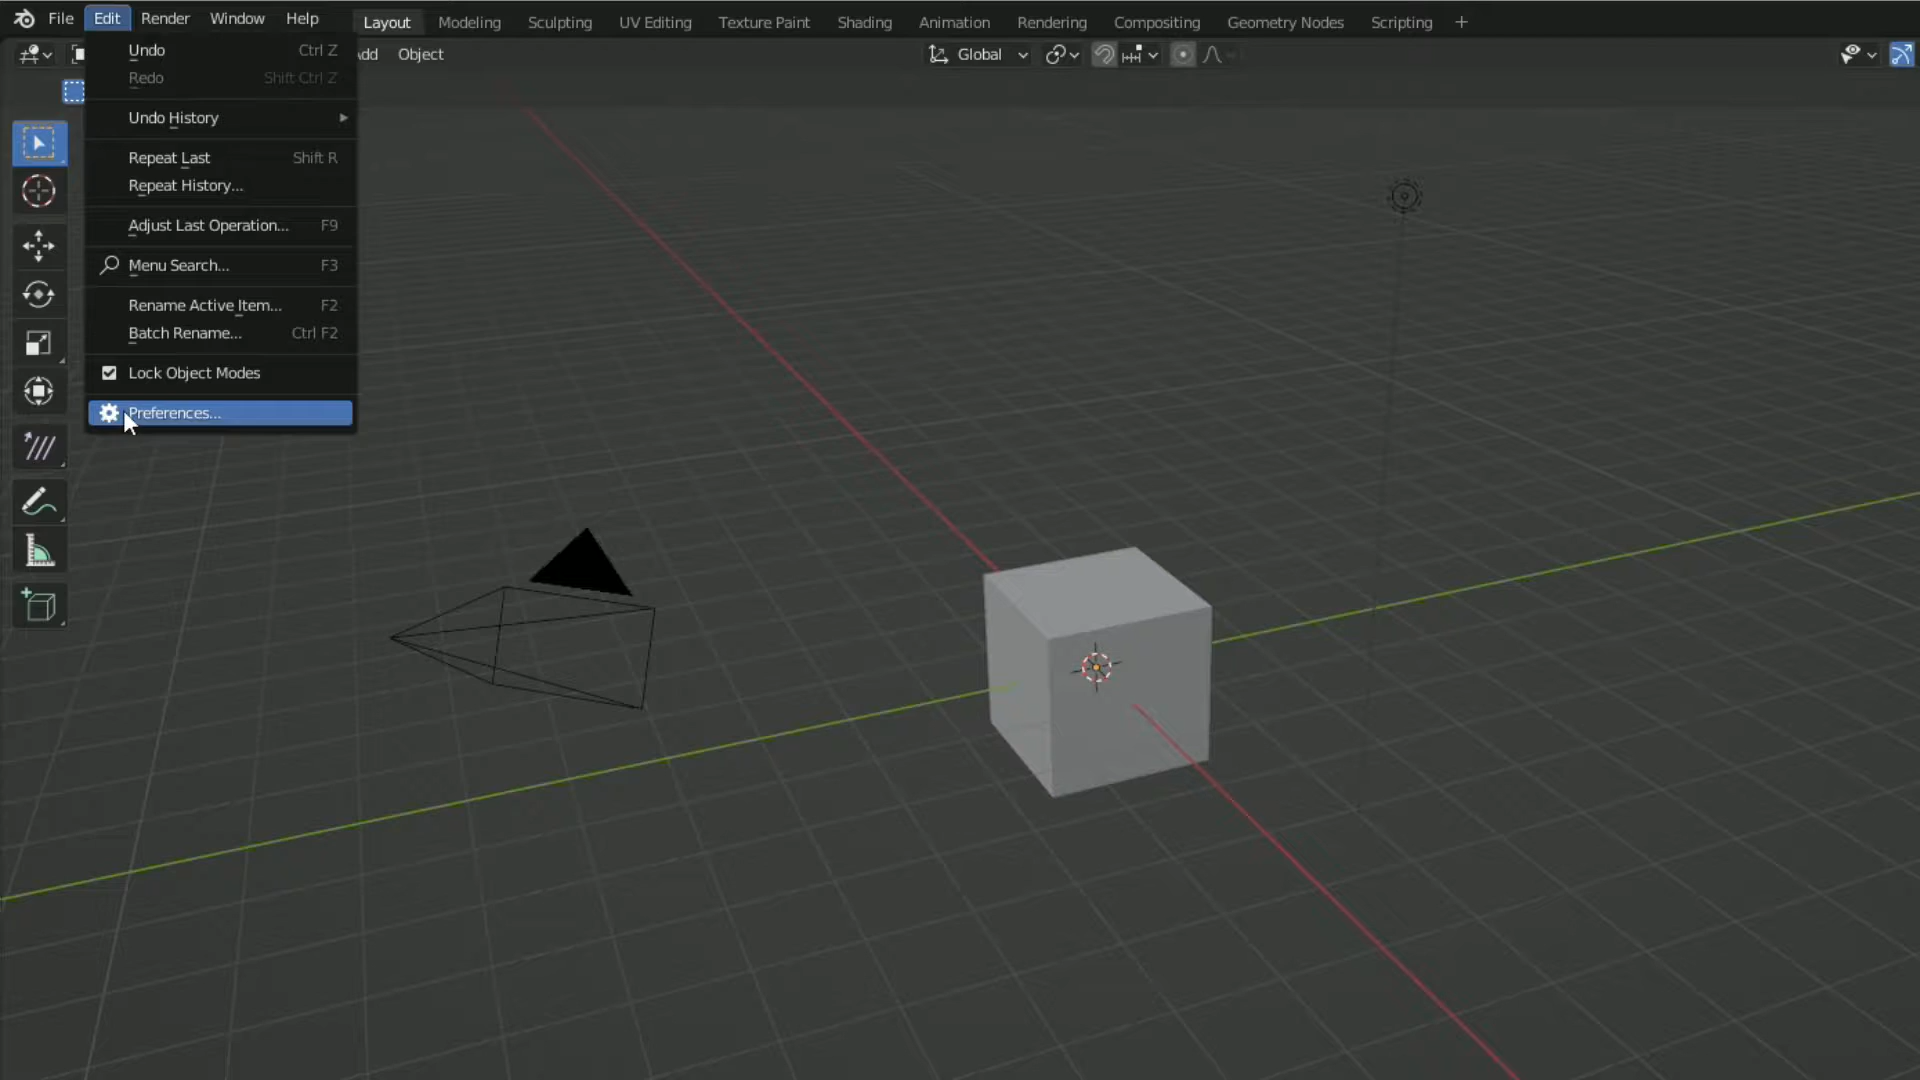 File Edit Render Window Help Layout Modeling Sculpting UV Editing Texture Paint Shading Animation Rendering Compositing Geometry Nodes Scripting +
Object Global
Undo Ctrl Z
Redo Shift Ctrl Z
Undo History
Repeat Last Shift R
Repeat History...
Adjust Last Operation... F9
Menu Search... F3
Rename Active Item... F2
Batch Rename... Ctrl F2
Lock Object Modes
Preferences...